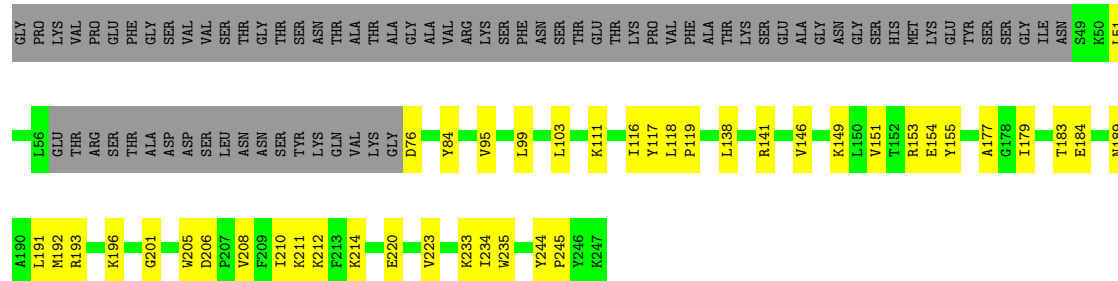 GLY PRO LYS VAL PRO GLU PHE GLY SER VAL VAL SER THR GLY THR SER ASN THR ALA THR ALA GLY ALA VAL ARG LYS SER PHE ASN SER THR GLU THR LYS PRO VAL PHE ALA THR LYS SER GLU ALA GLY ASN GLY SER HIS MET LYS GLU TYR SER SER GLY ILE ASN S49 K50 L51
L56 GLU THR ARG SER THR ALA ASP ASP SER LEU ASN ASN SER TYR LYS GLN VAL LYS GLY D76 Y84 V95 L99 L103 K111 I116 Y117 L118 P119 L138 R141 V146 K149 L150 V151 T152 R153 E154 Y155 A177 G178 I179 T183 E184 N189
A190 L191 M192 R193 K196 G201 W205 D206 P207 V208 F209 I210 K211 K212 F213 K214 E220 V223 K233 I234 W235 Y244 P245 Y246 K247